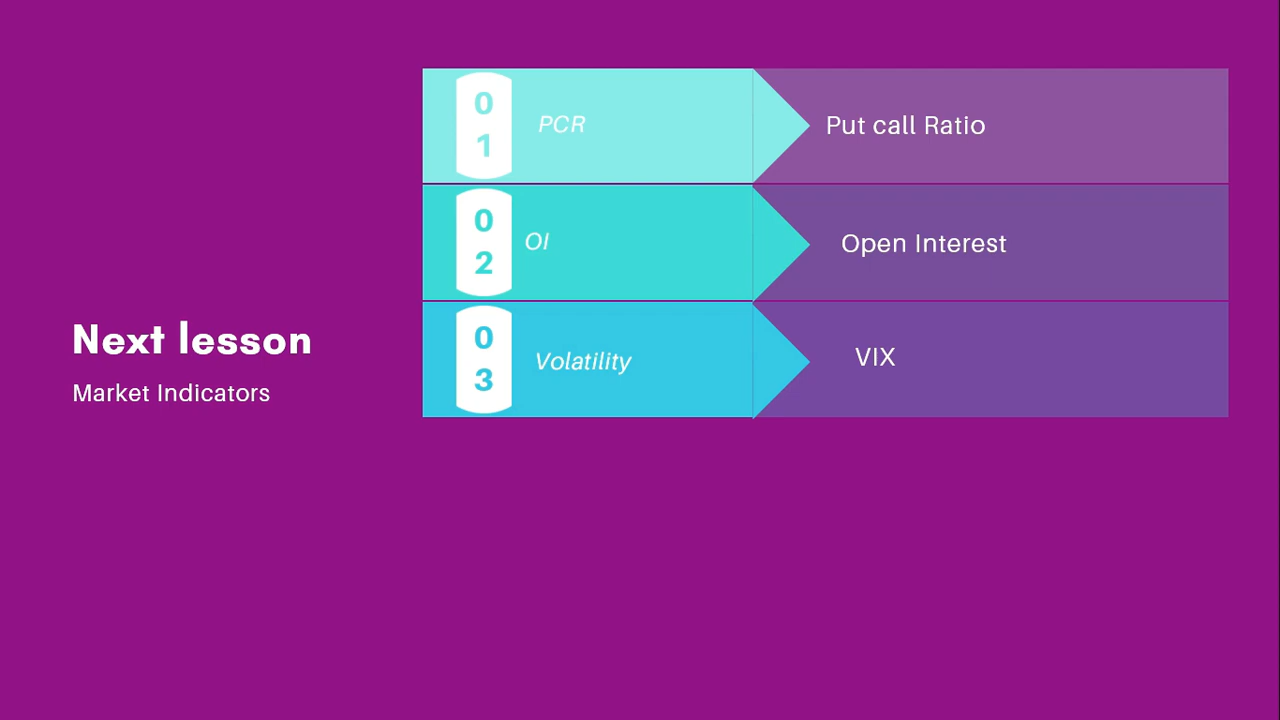 Next lesson
Market Indicators
0
1
PCR
Put call Ratio
0
2
OI
Open Interest
0
3
Volatility
VIX